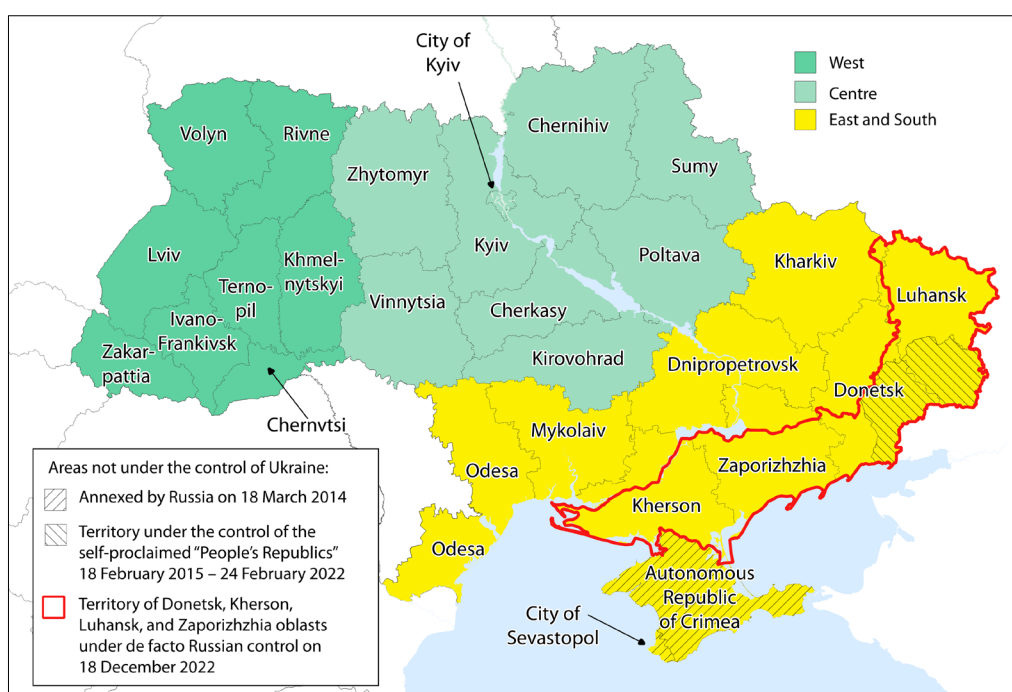 City of
Kyiv
West
Centre
East and South
Volyn
Rivne
Zhytomyr
Chernihiv
Sumy
Lviv
Terno-
pil
Khmel-
nytskyi
Kyiv
Poltava
Kharkiv
Luhansk
Vinnytsia
Cherkasy
Ivano-
Frankivsk
Zakar-
pattia
Kirovohrad
Dnipropetrovsk
Donetsk
Chernvtsi
Mykolaiv
Odesa
Zaporizhzhia
Kherson
Odesa
Autonomous
Republic
of Crimea
City of
Sevastopol
Areas not under the control of Ukraine:
Annexed by Russia on 18 March 2014
Territory under the control of the
self-proclaimed “People’s Republics”
18 February 2015 – 24 February 2022
Territory of Donetsk, Kherson,
Luhansk, and Zaporizhzhia oblasts
under de facto Russian control on
18 December 2022